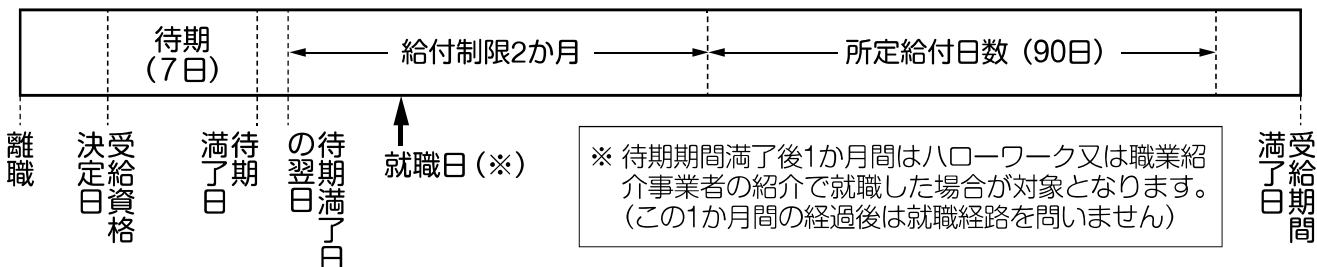 待期
(7日)
給付制限2か月
所定給付日数 (90日)
離職
受給資格
決定日
待期
満了日
待期満了日
の翌日
就職日(※)
※ 待期期間満了後1か月間はハローワーク又は職業紹
介事業者の紹介で就職した場合が対象となります。
(この1か月間の経過後は就職経路を問いません)
受給期間
満了日